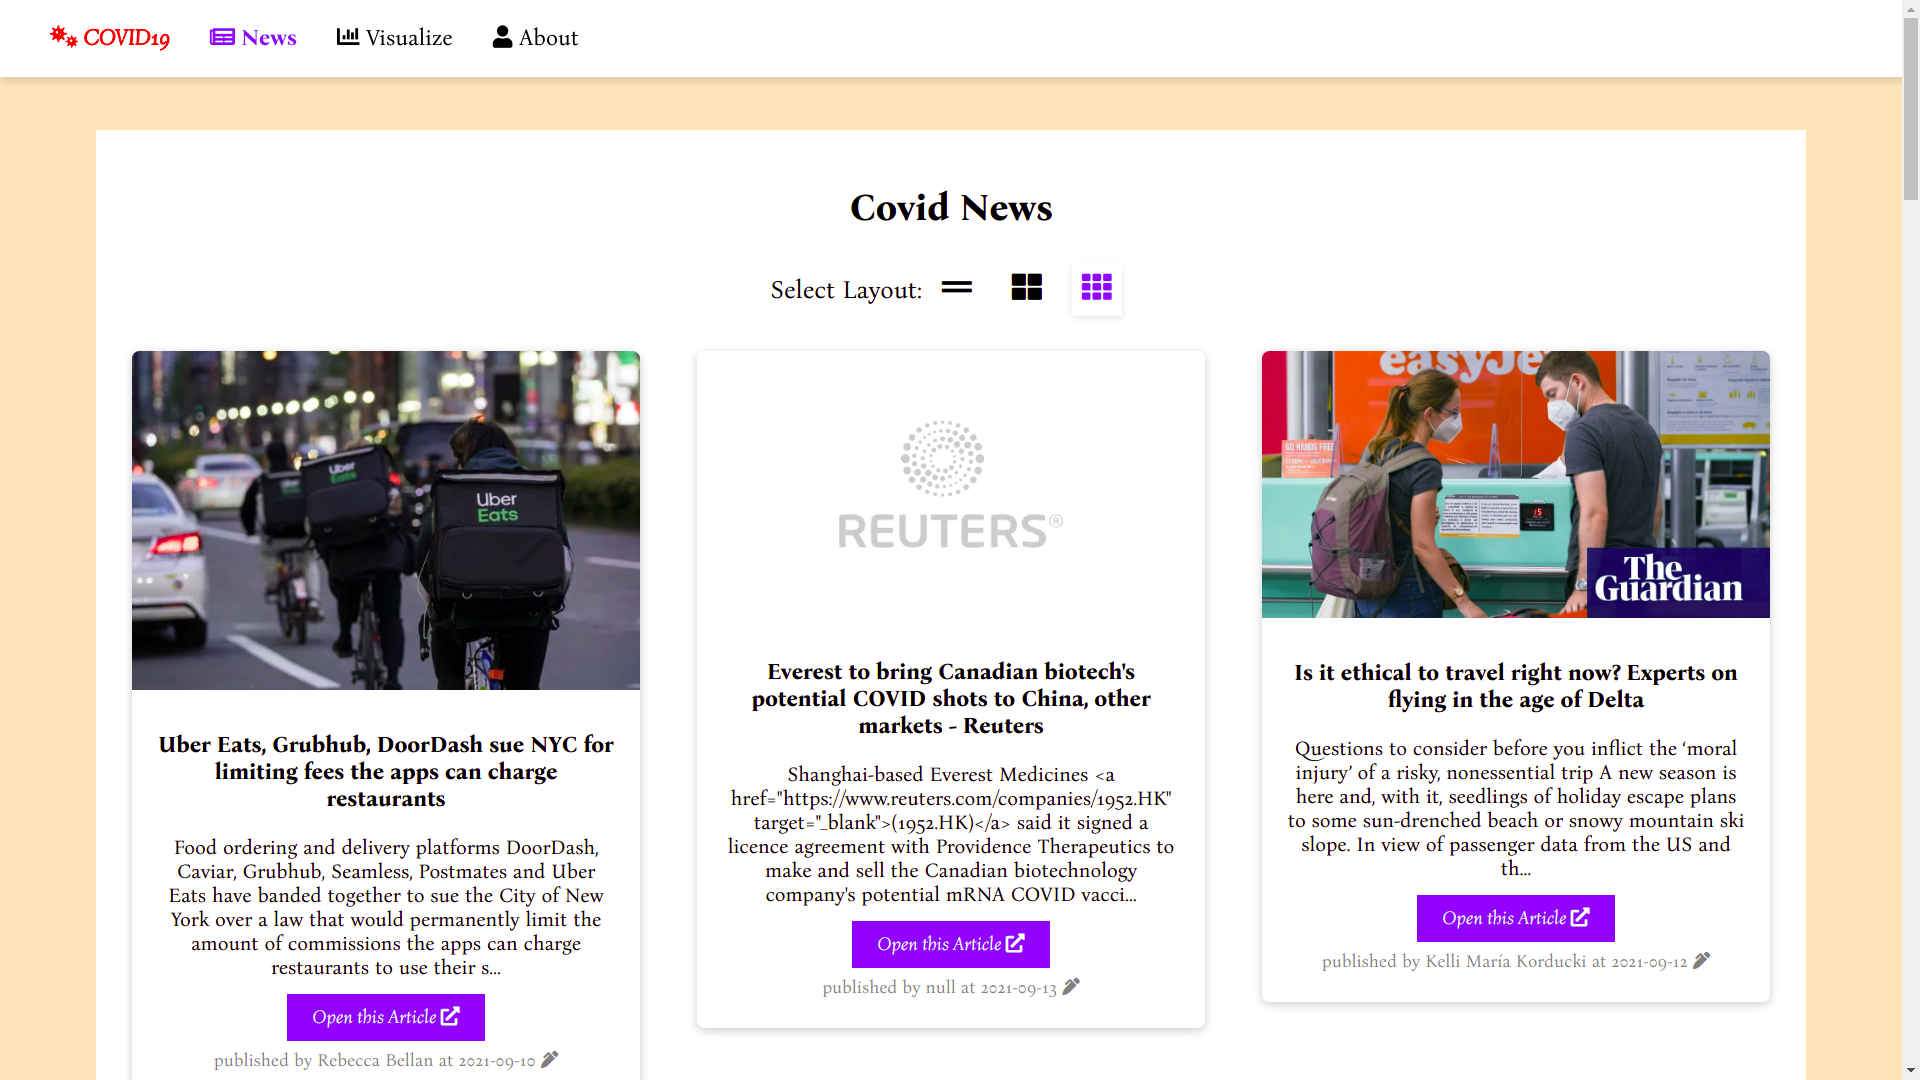 COVID19
News
Visualize
About
Covid News
Select Layout:
Uber
Eats
Uber
Eats
Uber Eats, Grubhub, DoorDash sue NYC for
limiting fees the apps can charge
restaurants
Food ordering and delivery platforms DoorDash,
Caviar, Grubhub, Seamless, Postmates and Uber
Eats have banded together to sue the City of New
York over a law that would permanently limit the
amount of commissions the apps can charge
restaurants to use their s...
Open this Article
published by Rebecca Bellan at 2021-09-10
REUTERS®
Everest to bring Canadian biotech's
potential COVID shots to China, other
markets - Reuters
Shanghai-based Everest Medicines <a
href="https://www.reuters.com/companies/1952.HK"
target="_blank">(1952.HK)</a> said it signed a
licence agreement with Providence Therapeutics to
make and sell the Canadian biotechnology
company's potential mRNA COVID vacci...
Open this Article
published by null at 2021-09-13
easyJe
The
Guardian
Is it ethical to travel right now? Experts on
flying in the age of Delta
Questions to consider before you inflict the ‘moral
injury’ of a risky, nonessential trip A new season is
here and, with it, seedlings of holiday escape plans
to some sun-drenched beach or snowy mountain ski
slope. In view of passenger data from the US and
th...
Open this Article
published by Kelli María Korducki at 2021-09-12